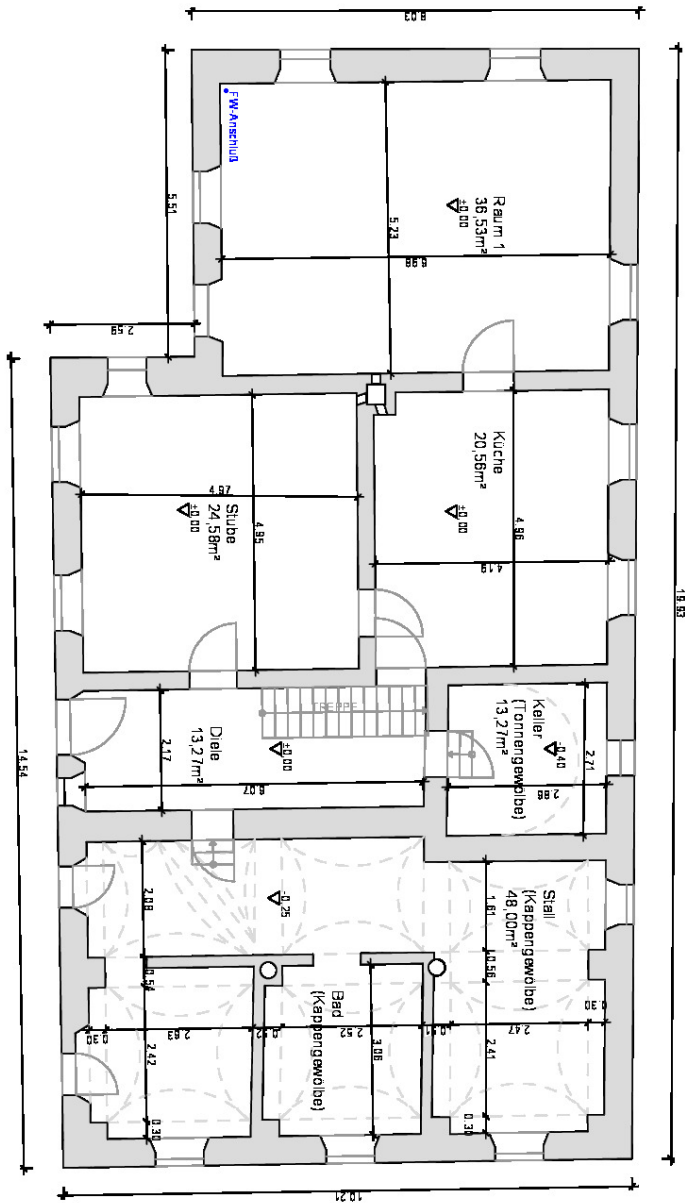 8.03
FW-Anschluß
5.51
Raum 1
36,53m²
±0.00
5.23
6.98
19.93
2.59
Küche
20,56m²
±0.00
4.96
4.19
Stube
24,58m²
±0.00
4.97
4.95
14.54
TREPPE
Diele
13,27m²
±0.00
2.17
6.07
Keller
(Tonnengewölbe)
13,27m²
-0.40
2.71
2.86
Stall
(Kappengewölbe)
48,00m²
-0.25
2.08
1.61
0.56
0.54
0.30
2.63
0.52
2.52
0.51
2.47
0.30
2.42
3.06
2.41
0.30
0.30
Bad
(Kappengewölbe)
10.21